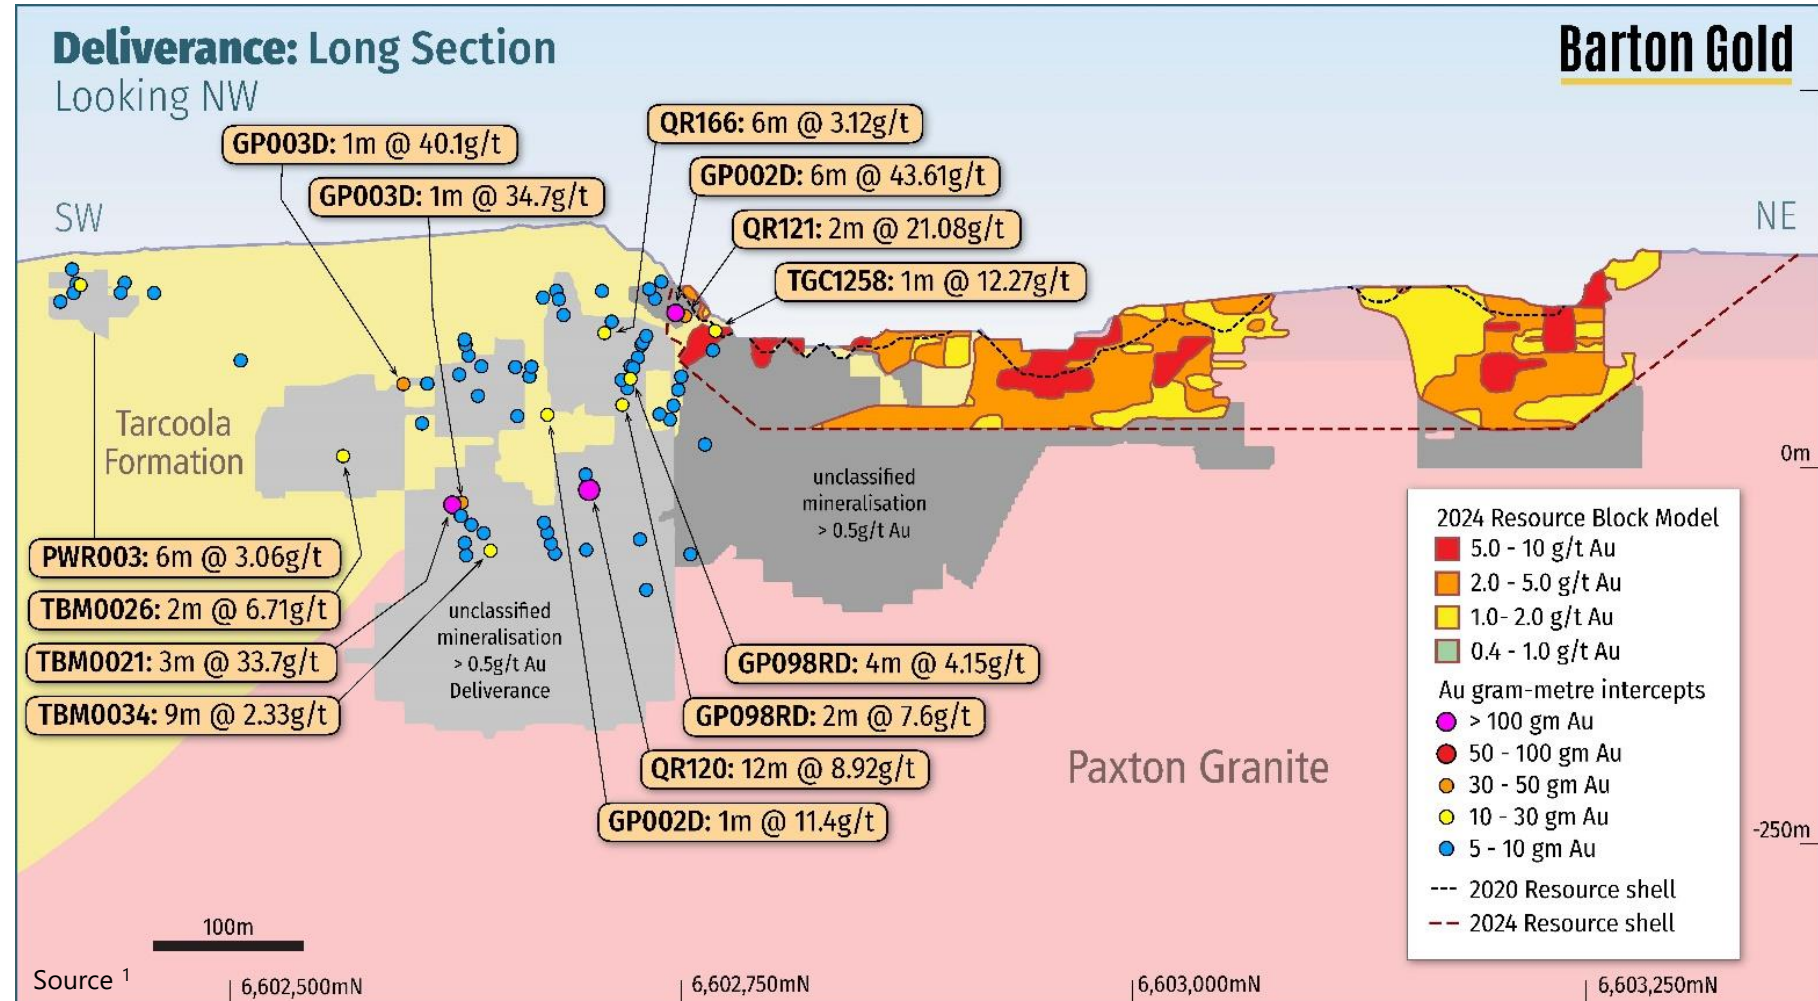 Deliverance: Long Section
Looking NW
Barton Gold
SW
NE
GP003D: 1m @ 40.1g/t
GP003D: 1m @ 34.7g/t
QR166: 6m @ 3.12g/t
GP002D: 6m @ 43.61g/t
QR121: 2m @ 21.08g/t
TGC1258: 1m @ 12.27g/t
Tarcoola
Formation
unclassified
mineralisation
> 0.5g/t Au
0m
PWR003: 6m @ 3.06g/t
TBM0026: 2m @ 6.71g/t
TBM0021: 3m @ 33.7g/t
TBM0034: 9m @ 2.33g/t
unclassified
mineralisation
> 0.5g/t Au
Deliverance
GP098RD: 4m @ 4.15g/t
GP098RD: 2m @ 7.6g/t
QR120: 12m @ 8.92g/t
GP002D: 1m @ 11.4g/t
Paxton Granite
2024 Resource Block Model
5.0 - 10 g/t Au
2.0 - 5.0 g/t Au
1.0- 2.0 g/t Au
0.4 - 1.0 g/t Au
Au gram-metre intercepts
> 100 gm Au
50 - 100 gm Au
30 - 50 gm Au
10 - 30 gm Au
5 - 10 gm Au
2020 Resource shell
2024 Resource shell
-250m
100m
Source 1
6,602,500mN
6,602,750mN
6,603,000mN
6,603,250mN